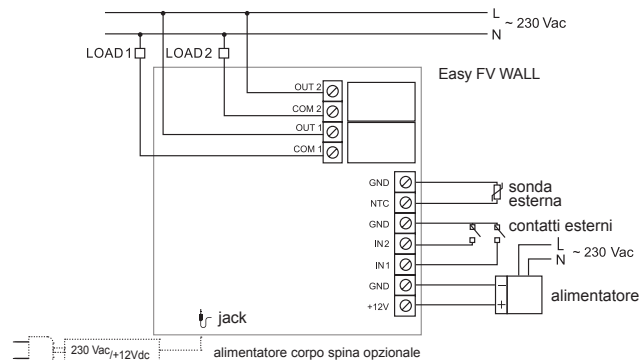 L
~ 230 Vac
N
LOAD 1
LOAD 2
Easy FV WALL
OUT 2
COM 2
OUT 1
COM 1
GND
NTC
GND
IN2
IN1
GND
+12V
sonda
esterna
contatti esterni
L
~ 230 Vac
N
−
+
alimentatore
jack
230 Vac/+12Vdc
alimentatore corpo spina opzionale